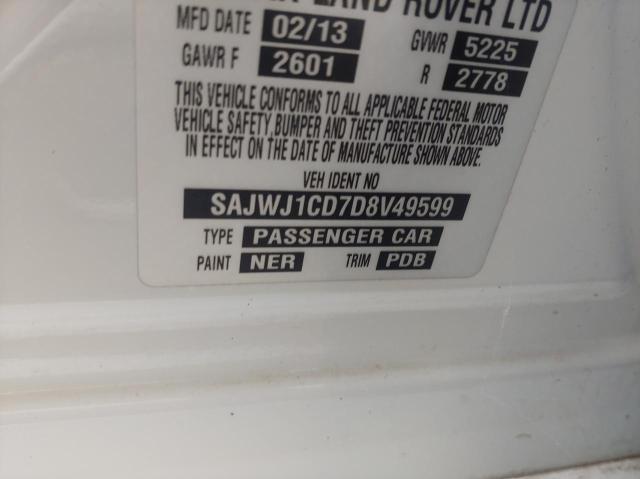 LAND ROVER LTD
MFD DATE 02/13 GVWR 5225
GAWR F 2601 R 2778
THIS VEHICLE CONFORMS TO ALL APPLICABLE FEDERAL MOTOR
VEHICLE SAFETY, BUMPER AND THEFT PREVENTION STANDARDS
IN EFFECT ON THE DATE OF MANUFACTURE SHOWN ABOVE.
VEH IDENT NO
SAJWJ1CD7D8V49599
TYPE PASSENGER CAR
PAINT NER TRIM PDB